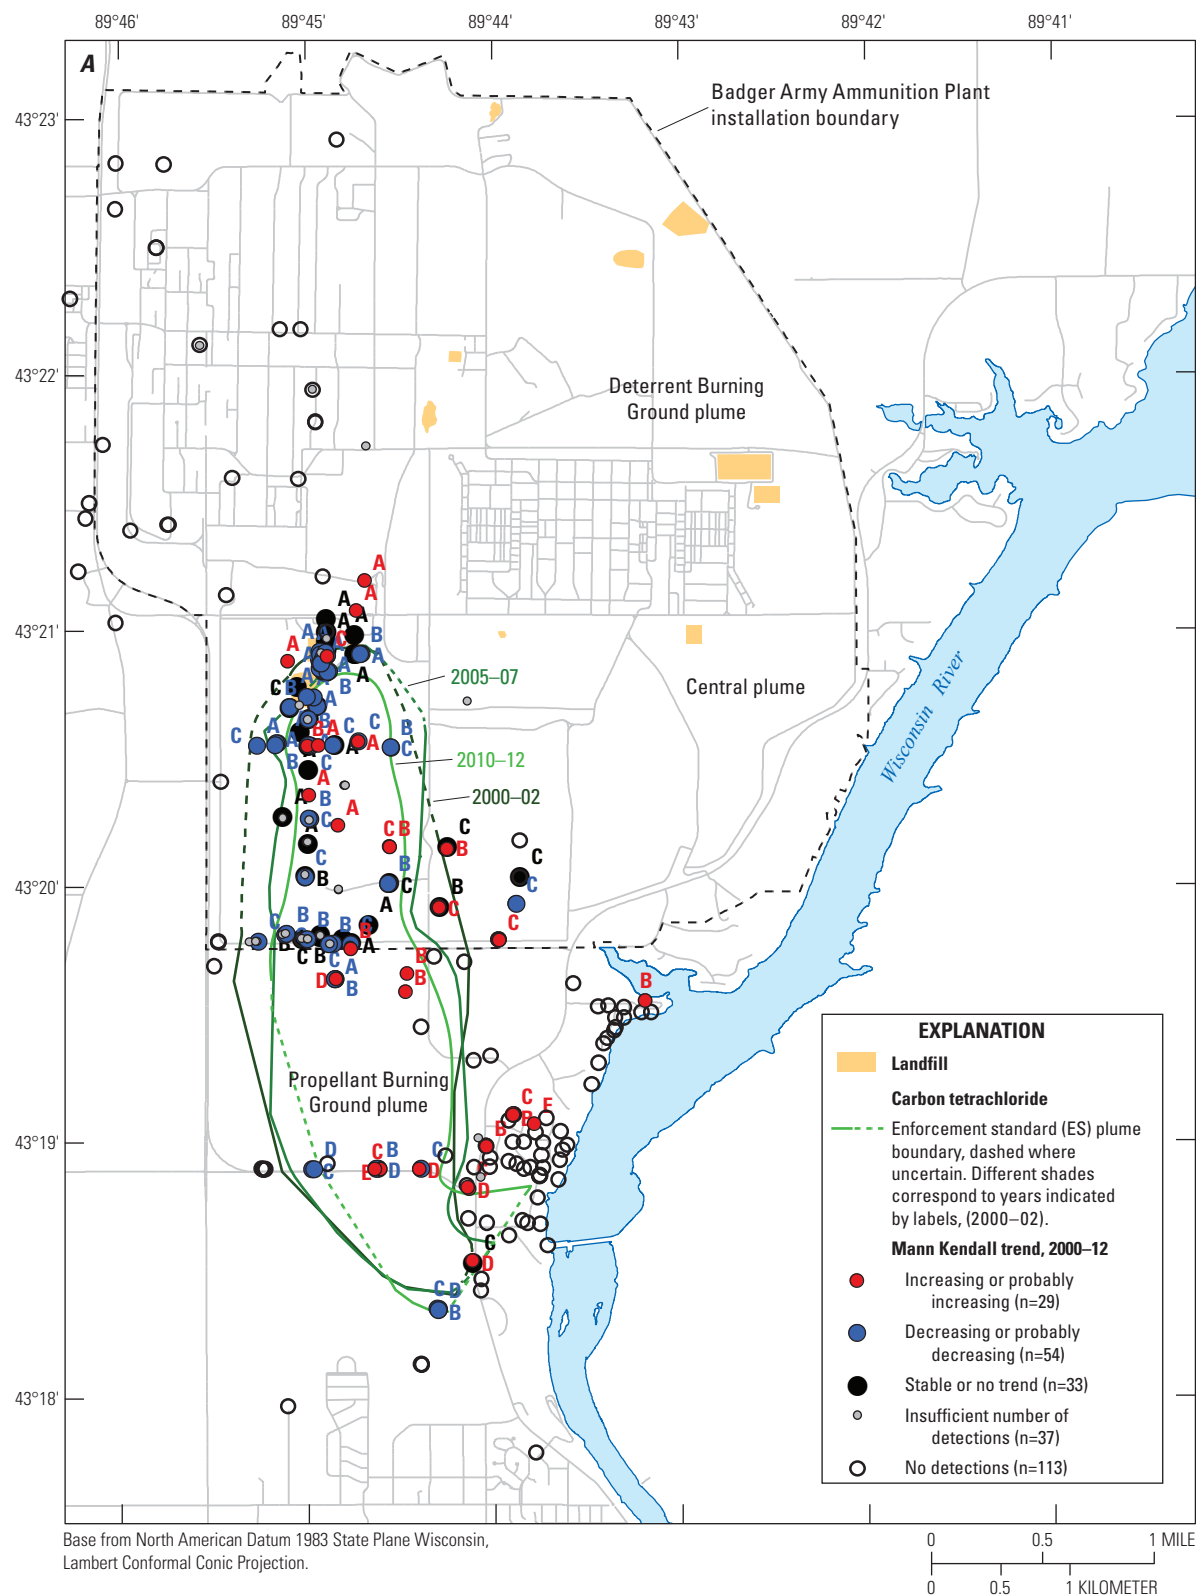 89°46'
89°45'
89°44'
89°43'
89°42'
89°41'
A
43°23'
43°22'
43°21'
43°20'
43°19'
43°18'
Badger Army Ammunition Plant
installation boundary
Deterrent Burning
Ground plume
Central plume
Wisconsin River
2005–07
2010–12
2000–02
Propellant Burning
Ground plume
A
A
A
A
A
A
A
C
B
A
A
A
B
C
B
C
A
B
A
C
C
B
A
A
B
C
C
A
A
B
C
A
C
B
C
B
B
C
B
C
C
C
B
B
C
A
C
C
B
B
B
B
C
B
C
A
A
B
D
B
B
B
C
B
E
B
D
C
C
B
E
D
C
D
D
C
D
C
D
B
EXPLANATION
Landfill
Carbon tetrachloride
Enforcement standard (ES) plume
boundary, dashed where
uncertain. Different shades
correspond to years indicated
by labels, (2000–02).
Mann Kendall trend, 2000–12
Increasing or probably
increasing (n=29)
Decreasing or probably
decreasing (n=54)
Stable or no trend (n=33)
Insufficient number of
detections (n=37)
No detections (n=113)
Base from North American Datum 1983 State Plane Wisconsin,
Lambert Conformal Conic Projection.
0 0.5 1 MILE
0 0.5 1 KILOMETER